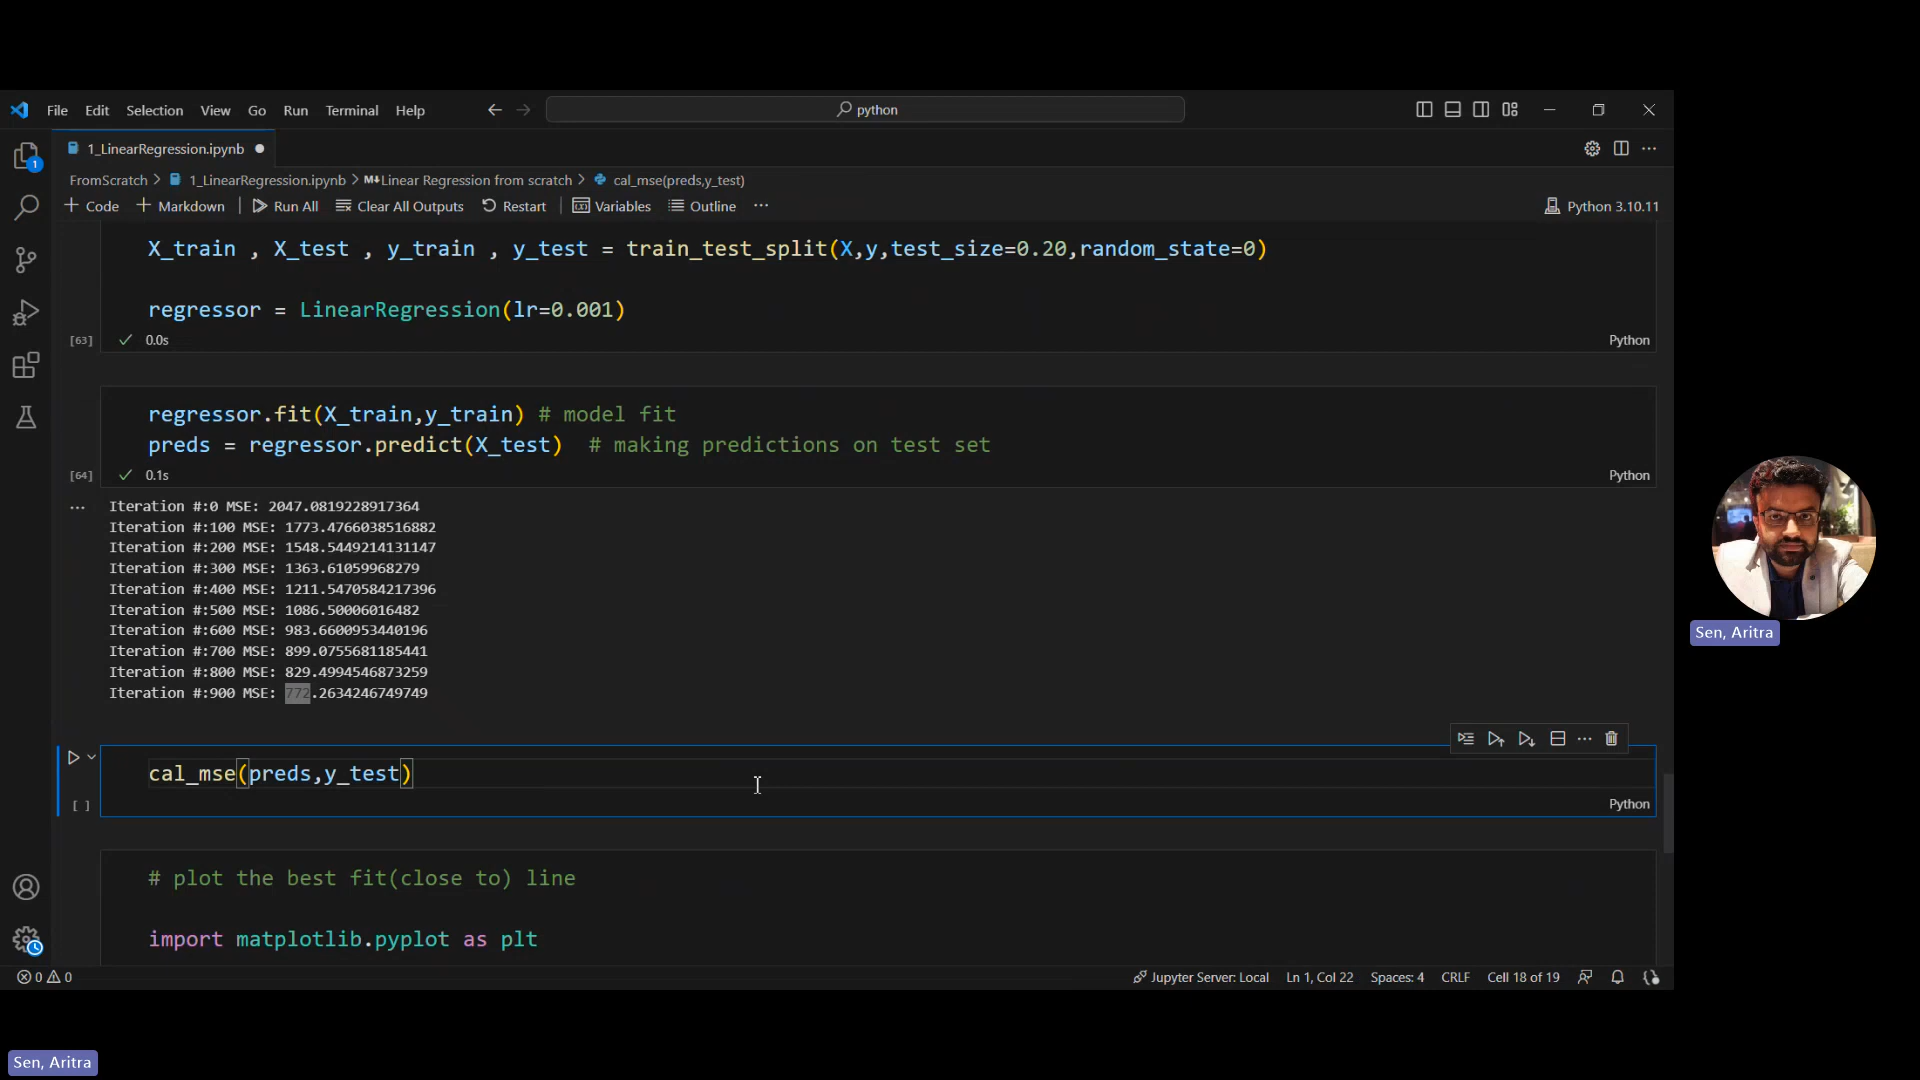 File Edit Selection View Go Run Terminal Help
python
1_LinearRegression.ipynb
FromScratch > 1_LinearRegression.ipynb > M↓Linear Regression from scratch > cal_mse(preds,y_test)
+ Code + Markdown Run All Clear All Outputs Restart Variables Outline ...
Python 3.10.11
X_train , X_test , y_train , y_test = train_test_split(X,y,test_size=0.20,random_state=0)
regressor = LinearRegression(lr=0.001)
[63] 0.0s Python
regressor.fit(X_train,y_train) # model fit
preds = regressor.predict(X_test) # making predictions on test set
[64] 0.1s Python
... Iteration #:0 MSE: 2047.0819228917364
Iteration #:100 MSE: 1773.4766038516882
Iteration #:200 MSE: 1548.5449214131147
Iteration #:300 MSE: 1363.61059968279
Iteration #:400 MSE: 1211.5470584217396
Iteration #:500 MSE: 1086.50006016482
Iteration #:600 MSE: 983.6600953440196
Iteration #:700 MSE: 899.0755681185441
Iteration #:800 MSE: 829.4994546873259
Iteration #:900 MSE: 772.2634246749749
cal_mse(preds,y_test)
[ ] Python
# plot the best fit(close to) line
import matplotlib.pyplot as plt
0 0 Jupyter Server: Local Ln 1, Col 22 Spaces: 4 CRLF Cell 18 of 19
1
Sen, Aritra
Sen, Aritra